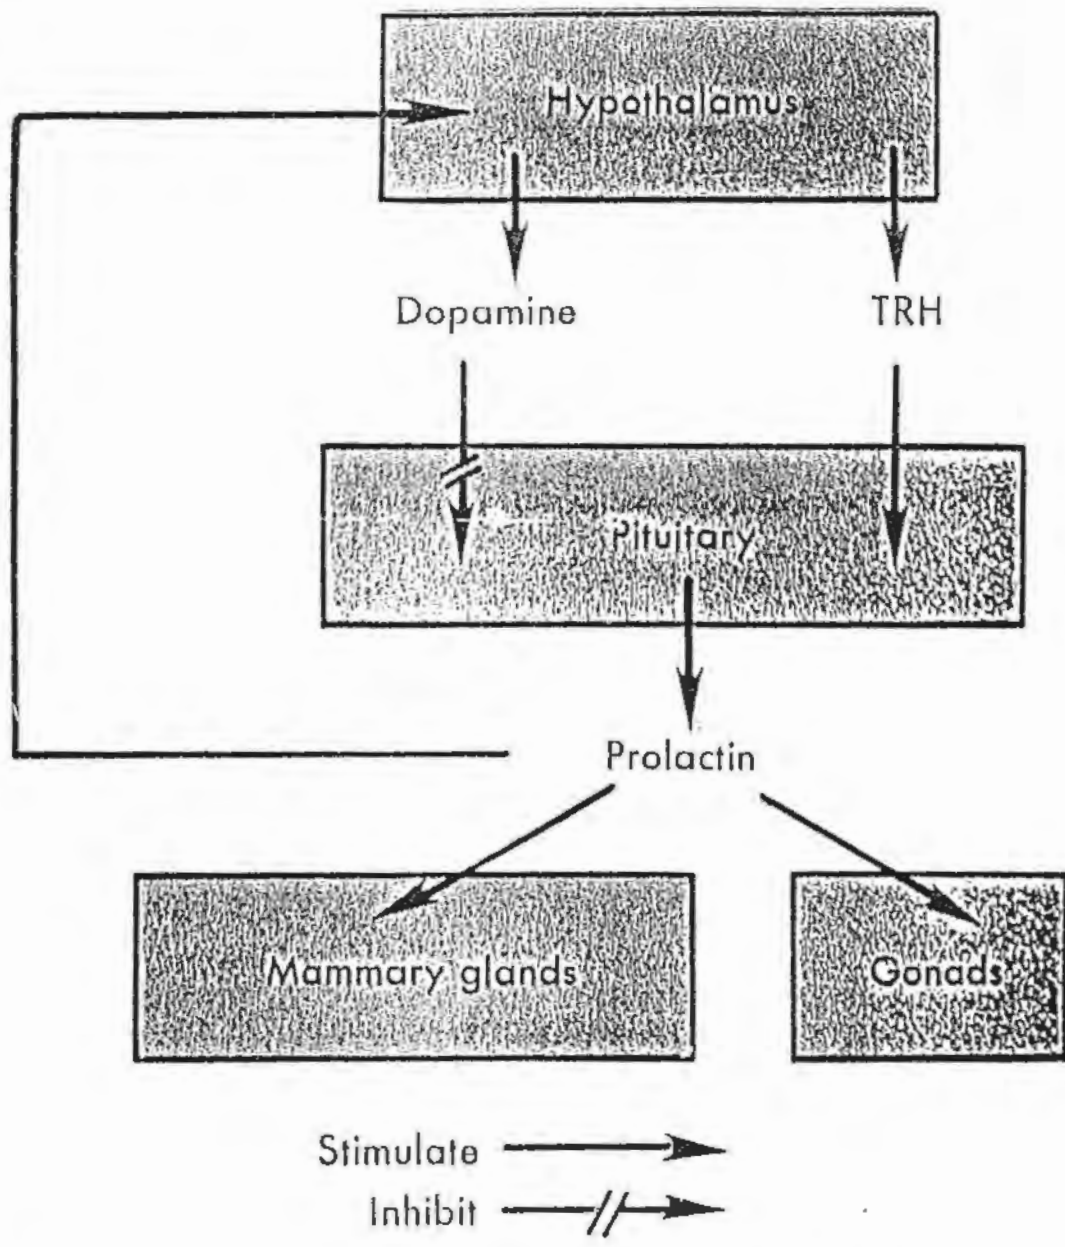 Hypothalamus
Dopamine TRH
Pituitary
Prolactin
Mammary glands Gonads
Stimulate
Inhibit